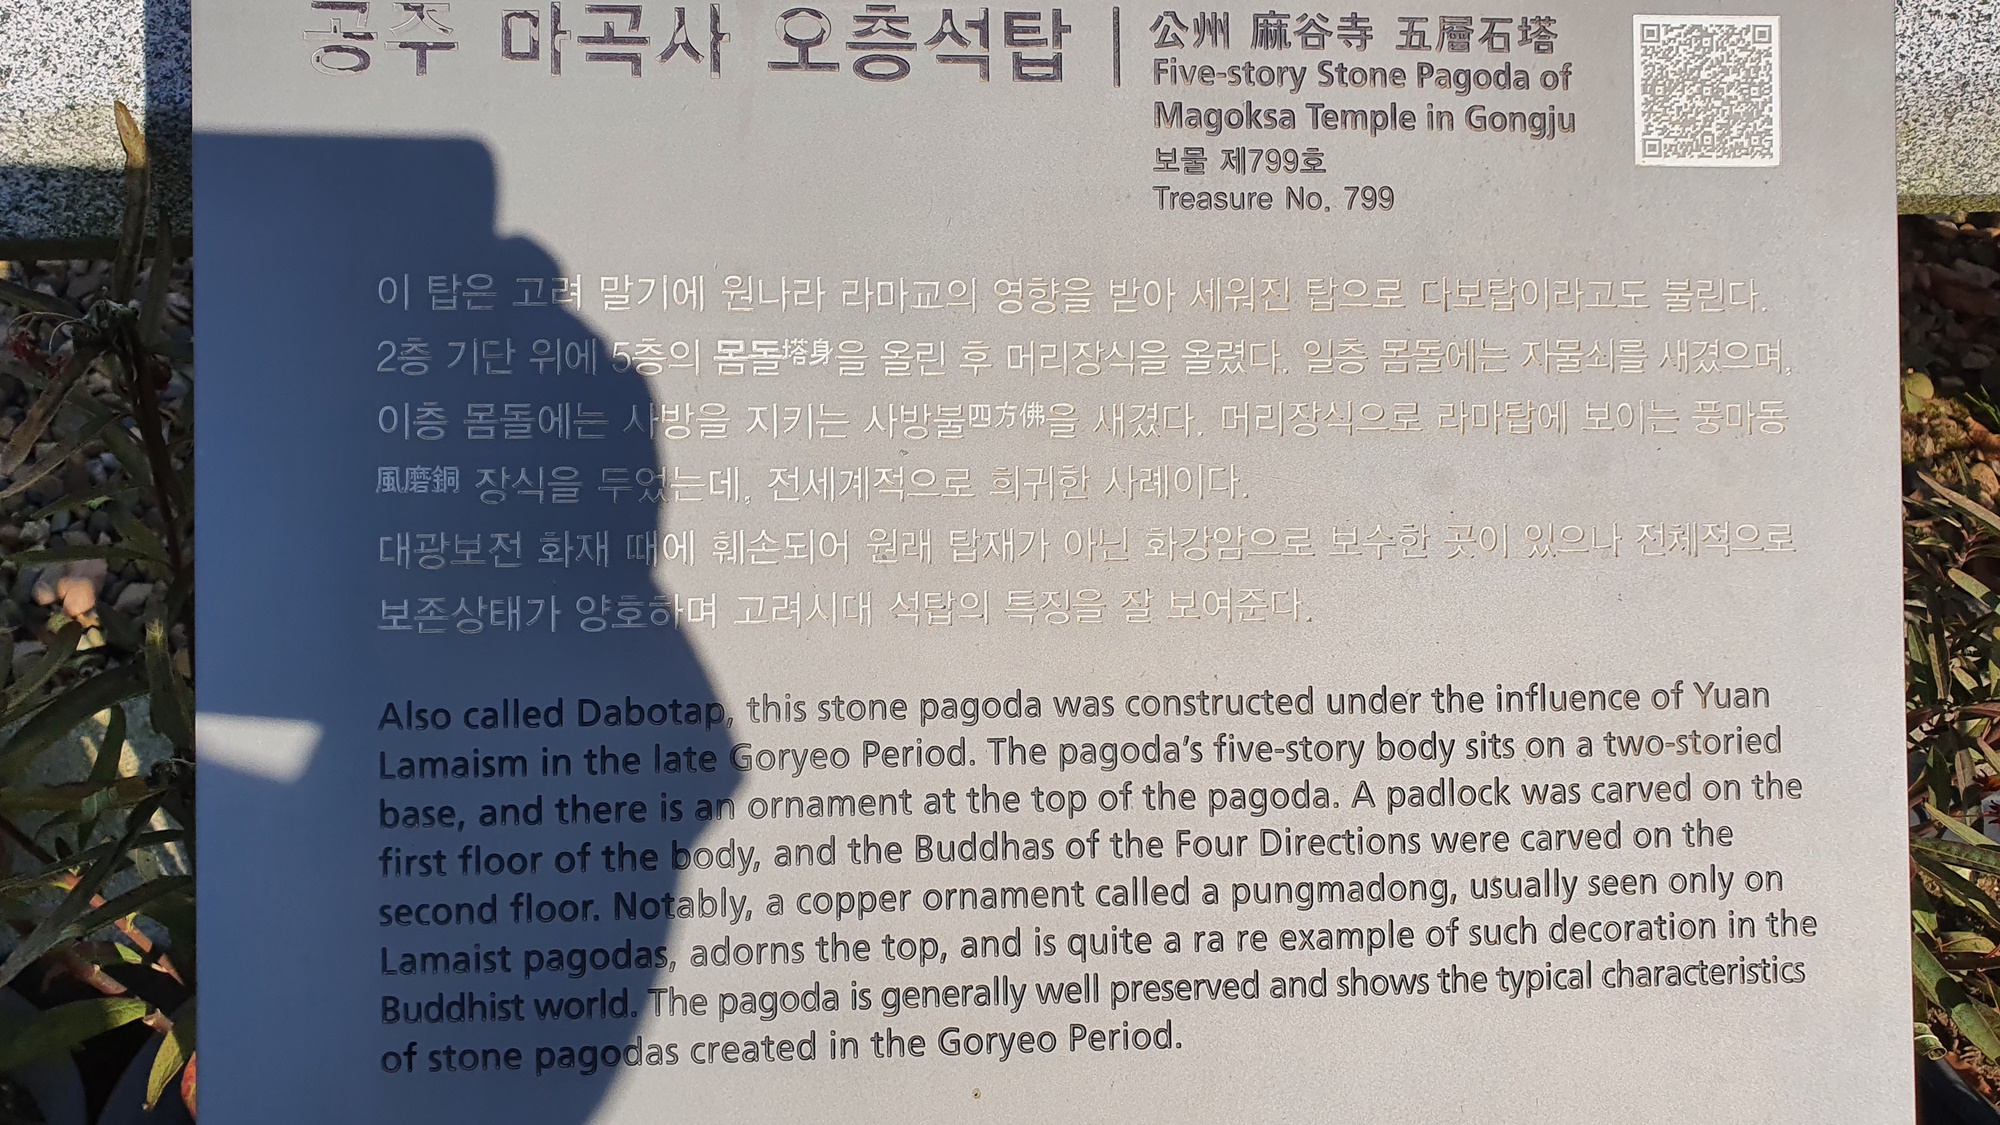 공주 마곡사 오층석탑
公州 麻谷寺 五層石塔
Five-story Stone Pagoda of
Magoksa Temple in Gongju
보물 제799호
Treasure No. 799
이 탑은 고려 말기에 원나라 라마교의 영향을 받아 세워진 탑으로 다보탑이라고도 불린다.
2층 기단 위에 5층의 몸돌塔身을 올린 후 머리장식을 올렸다. 일층 몸돌에는 자물쇠를 새겼으며,
이층 몸돌에는 사방을 지키는 사방불四方佛을 새겼다. 머리장식으로 라마탑에 보이는 풍마동
風磨銅 장식을 두었는데, 전세계적으로 희귀한 사례이다.
대광보전 화재 때에 훼손되어 원래 탑재가 아닌 화강암으로 보수한 곳이 있으나 전체적으로
보존상태가 양호하며 고려시대 석탑의 특징을 잘 보여준다.
Also called Dabotap, this stone pagoda was constructed under the influence of Yuan
Lamaism in the late Goryeo Period. The pagoda's five-story body sits on a two-storied
base, and there is an ornament at the top of the pagoda. A padlock was carved on the
first floor of the body, and the Buddhas of the Four Directions were carved on the
second floor. Notably, a copper ornament called a pungmadong, usually seen only on
Lamaist pagodas, adorns the top, and is quite a ra re example of such decoration in the
Buddhist world. The pagoda is generally well preserved and shows the typical characteristics
of stone pagodas created in the Goryeo Period.